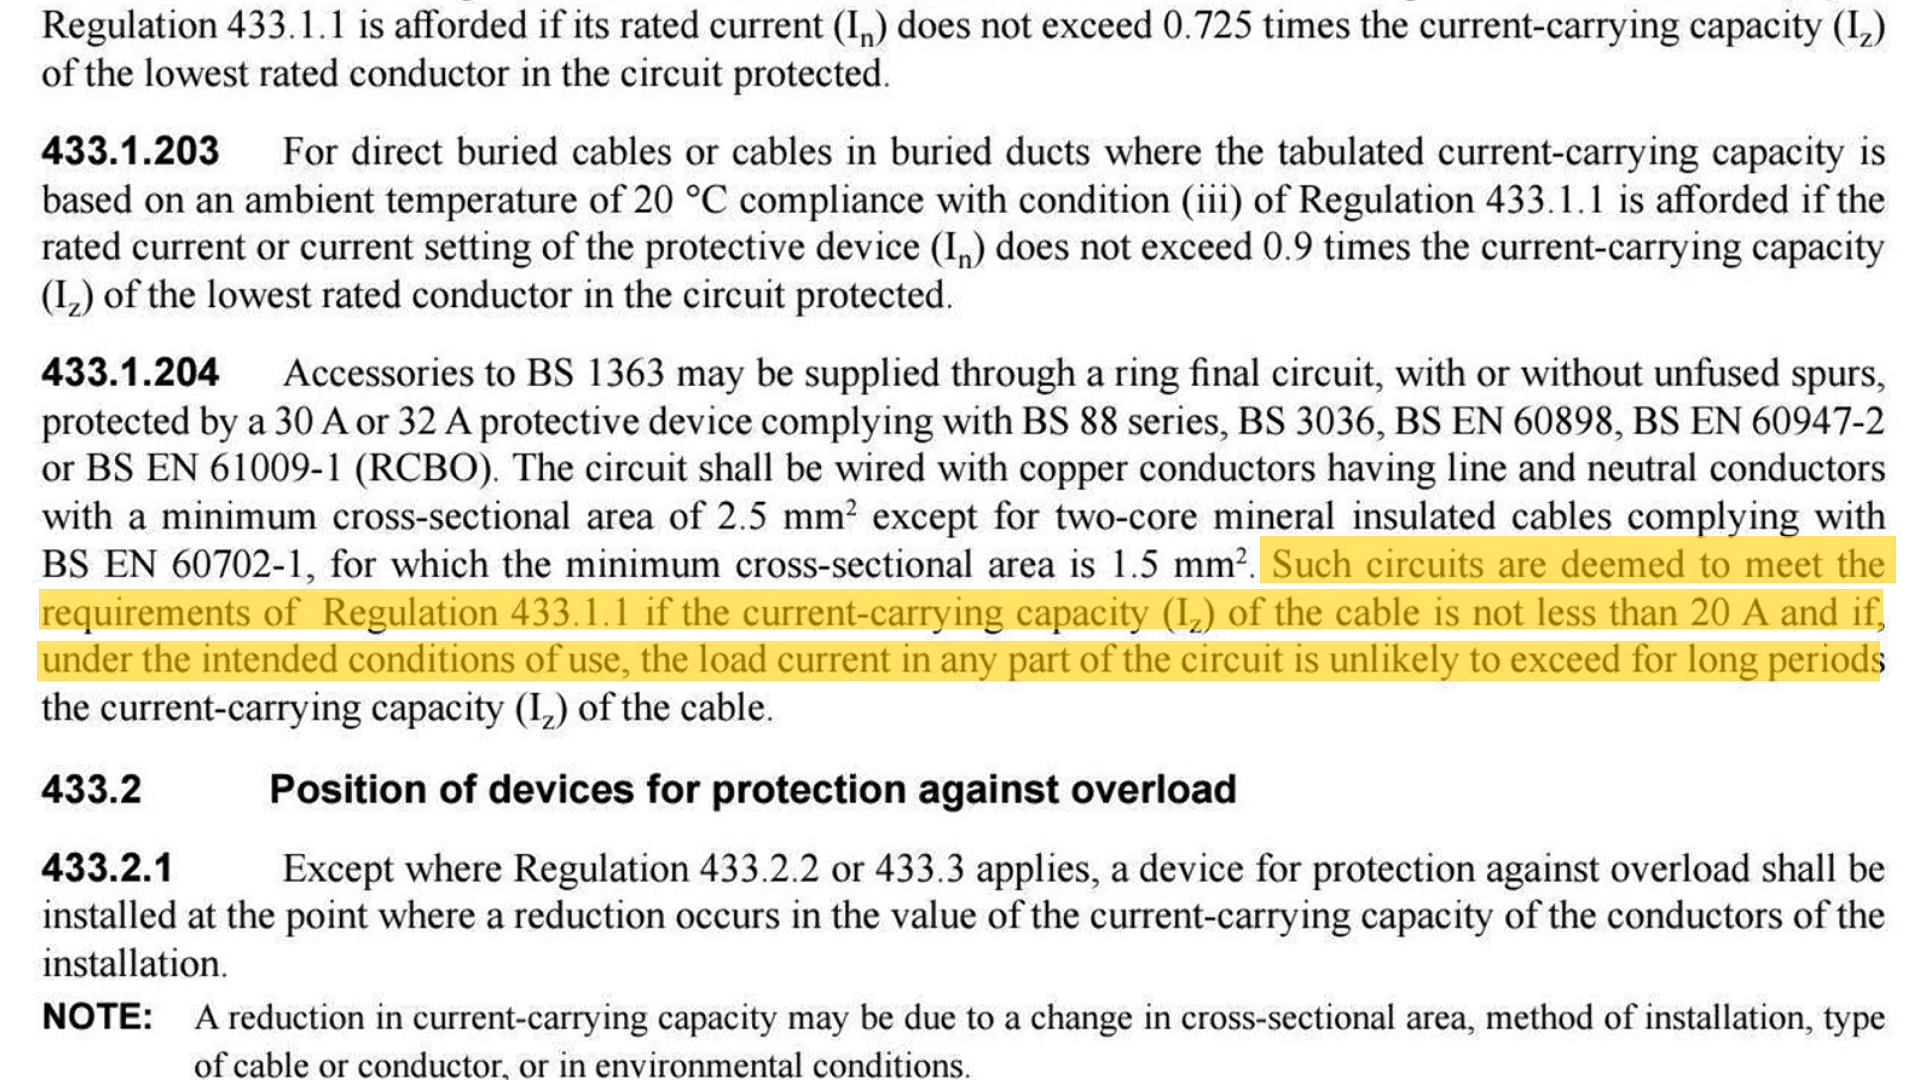 Regulation 433.1.1 is afforded if its rated current (Iₙ) does not exceed 0.725 times the current-carrying capacity (I_z)
of the lowest rated conductor in the circuit protected.
433.1.203 For direct buried cables or cables in buried ducts where the tabulated current-carrying capacity is
based on an ambient temperature of 20 °C compliance with condition (iii) of Regulation 433.1.1 is afforded if the
rated current or current setting of the protective device (Iₙ) does not exceed 0.9 times the current-carrying capacity
(I_z) of the lowest rated conductor in the circuit protected.
433.1.204 Accessories to BS 1363 may be supplied through a ring final circuit, with or without unfused spurs,
protected by a 30 A or 32 A protective device complying with BS 88 series, BS 3036, BS EN 60898, BS EN 60947-2
or BS EN 61009-1 (RCBO). The circuit shall be wired with copper conductors having line and neutral conductors
with a minimum cross-sectional area of 2.5 mm² except for two-core mineral insulated cables complying with
BS EN 60702-1, for which the minimum cross-sectional area is 1.5 mm². Such circuits are deemed to meet the
requirements of Regulation 433.1.1 if the current-carrying capacity (I_z) of the cable is not less than 20 A and if,
under the intended conditions of use, the load current in any part of the circuit is unlikely to exceed for long periods
the current-carrying capacity (I_z) of the cable.
433.2 Position of devices for protection against overload
433.2.1 Except where Regulation 433.2.2 or 433.3 applies, a device for protection against overload shall be
installed at the point where a reduction occurs in the value of the current-carrying capacity of the conductors of the
installation.
NOTE: A reduction in current-carrying capacity may be due to a change in cross-sectional area, method of installation, type
of cable or conductor, or in environmental conditions.